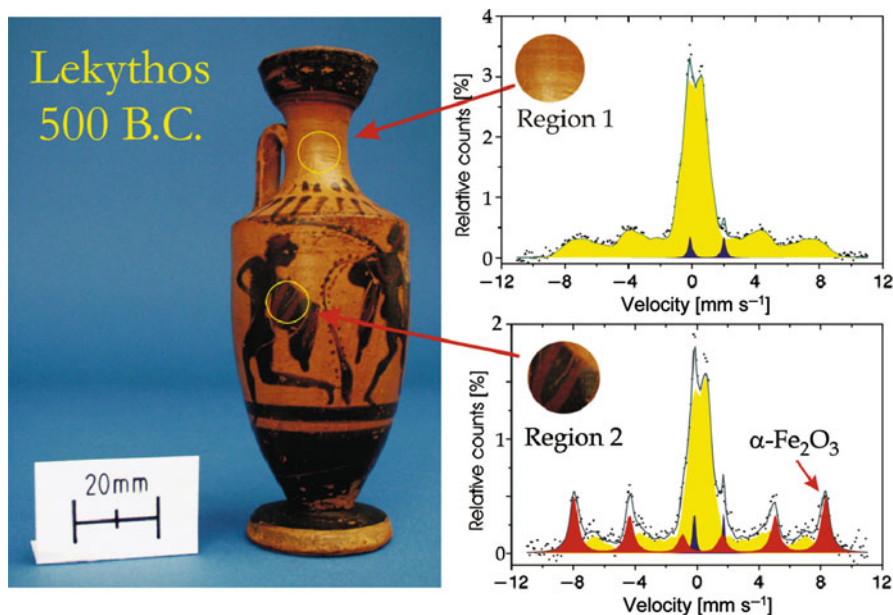 Lekythos
500 B.C.
20mm
4
3
2
1
0
Relative counts [%]
Region 1
−12 −8 −4 0 4 8 12
Velocity [mm s⁻¹]
2
1
0
Relative counts [%]
Region 2
α-Fe₂O₃
−12 −8 −4 0 4 8 12
Velocity [mm s⁻¹]